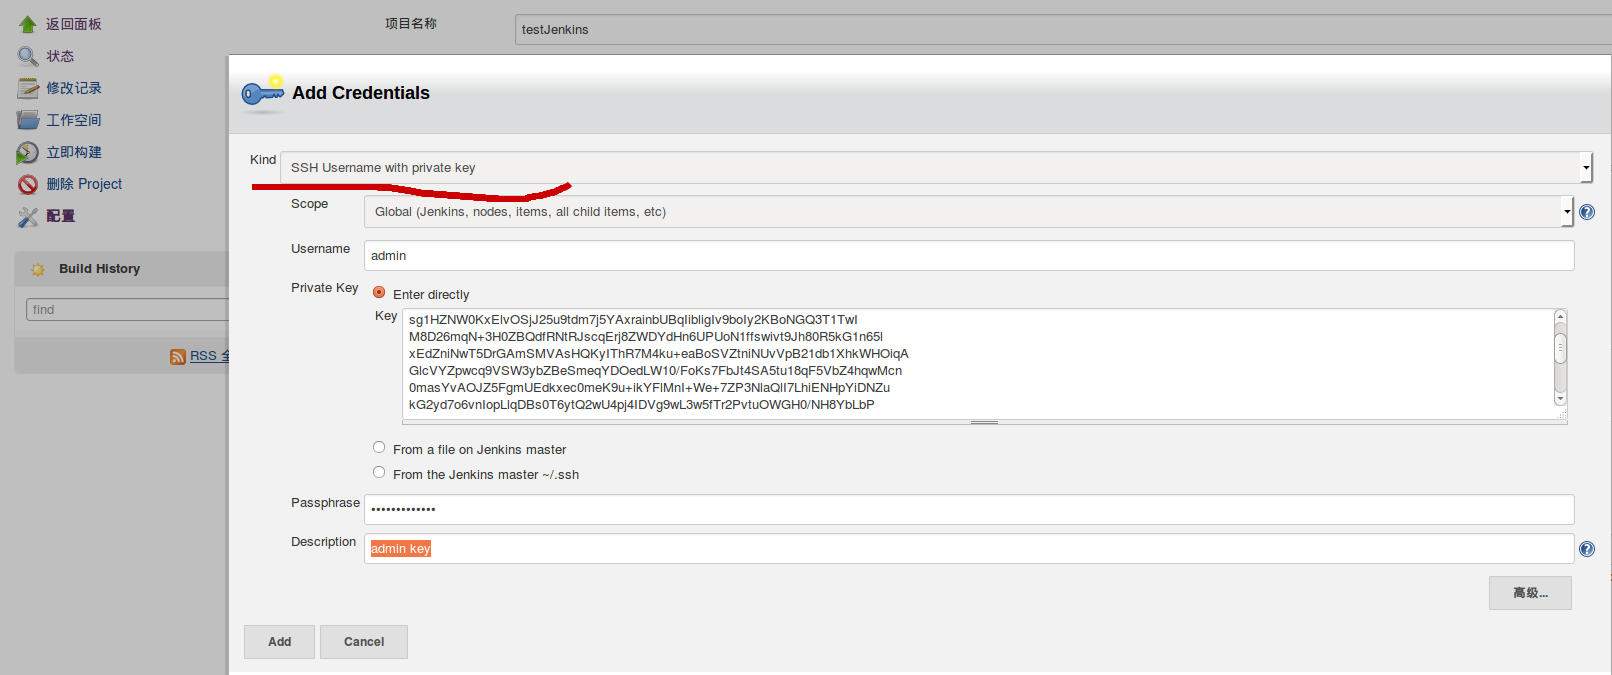 返回面板
状态
修改记录
工作空间
立即构建
删除 Project
配置
Build History
find
RSS
项目名称
testJenkins
Add Credentials
Kind
SSH Username with private key
Scope
Global (Jenkins, nodes, items, all child items, etc)
Username
admin
Private Key
Enter directly
Key
sg1HZNW0KxElvOSjJ25u9tdm7j5YAxrainbUBqIibligIv9boIy2KBoNGQ3T1TwI
M8D26mqN+3H0ZBQdfRNtRJscqErj8ZWDYdHn6UPUoN1ffswivt9Jh80R5kG1n65l
xEdZniNwT5DrGAmSMVAsHQKyIThR7M4ku+eaBoSVZtniNUvVpB21db1XhkWHOiqA
GlcVYZpwcq9VSW3ybZBeSmeqYDOedLW10/FoKs7FbJt4SA5tu18qF5VbZ4hqwMcn
0masYvAOJZ5FgmUEdkxec0meK9u+ikYFlMnI+We+7ZP3NlaQlI7LhiENHpYiDNZu
kG2yd7o6vnIopLlqDBs0T6ytQ2wU4pj4IDVg9wL3w5fTr2PvtuOWGH0/NH8YbLbP
From a file on Jenkins master
From the Jenkins master ~/.ssh
Passphrase
•••••••••••••
Description
admin key
高级...
Add
Cancel